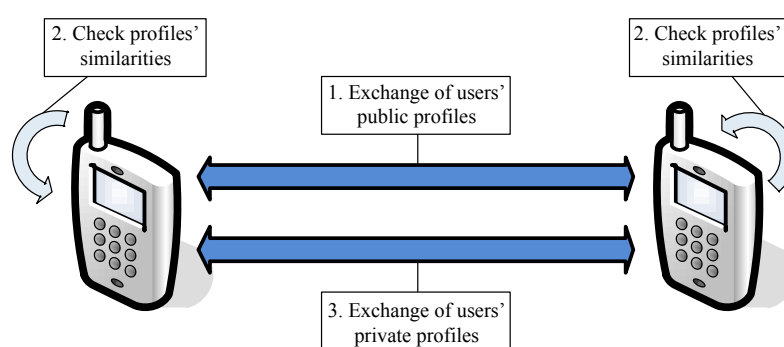 2. Check profiles’
similarities
2. Check profiles’
similarities
1. Exchange of users’
public profiles
3. Exchange of users’
private profiles